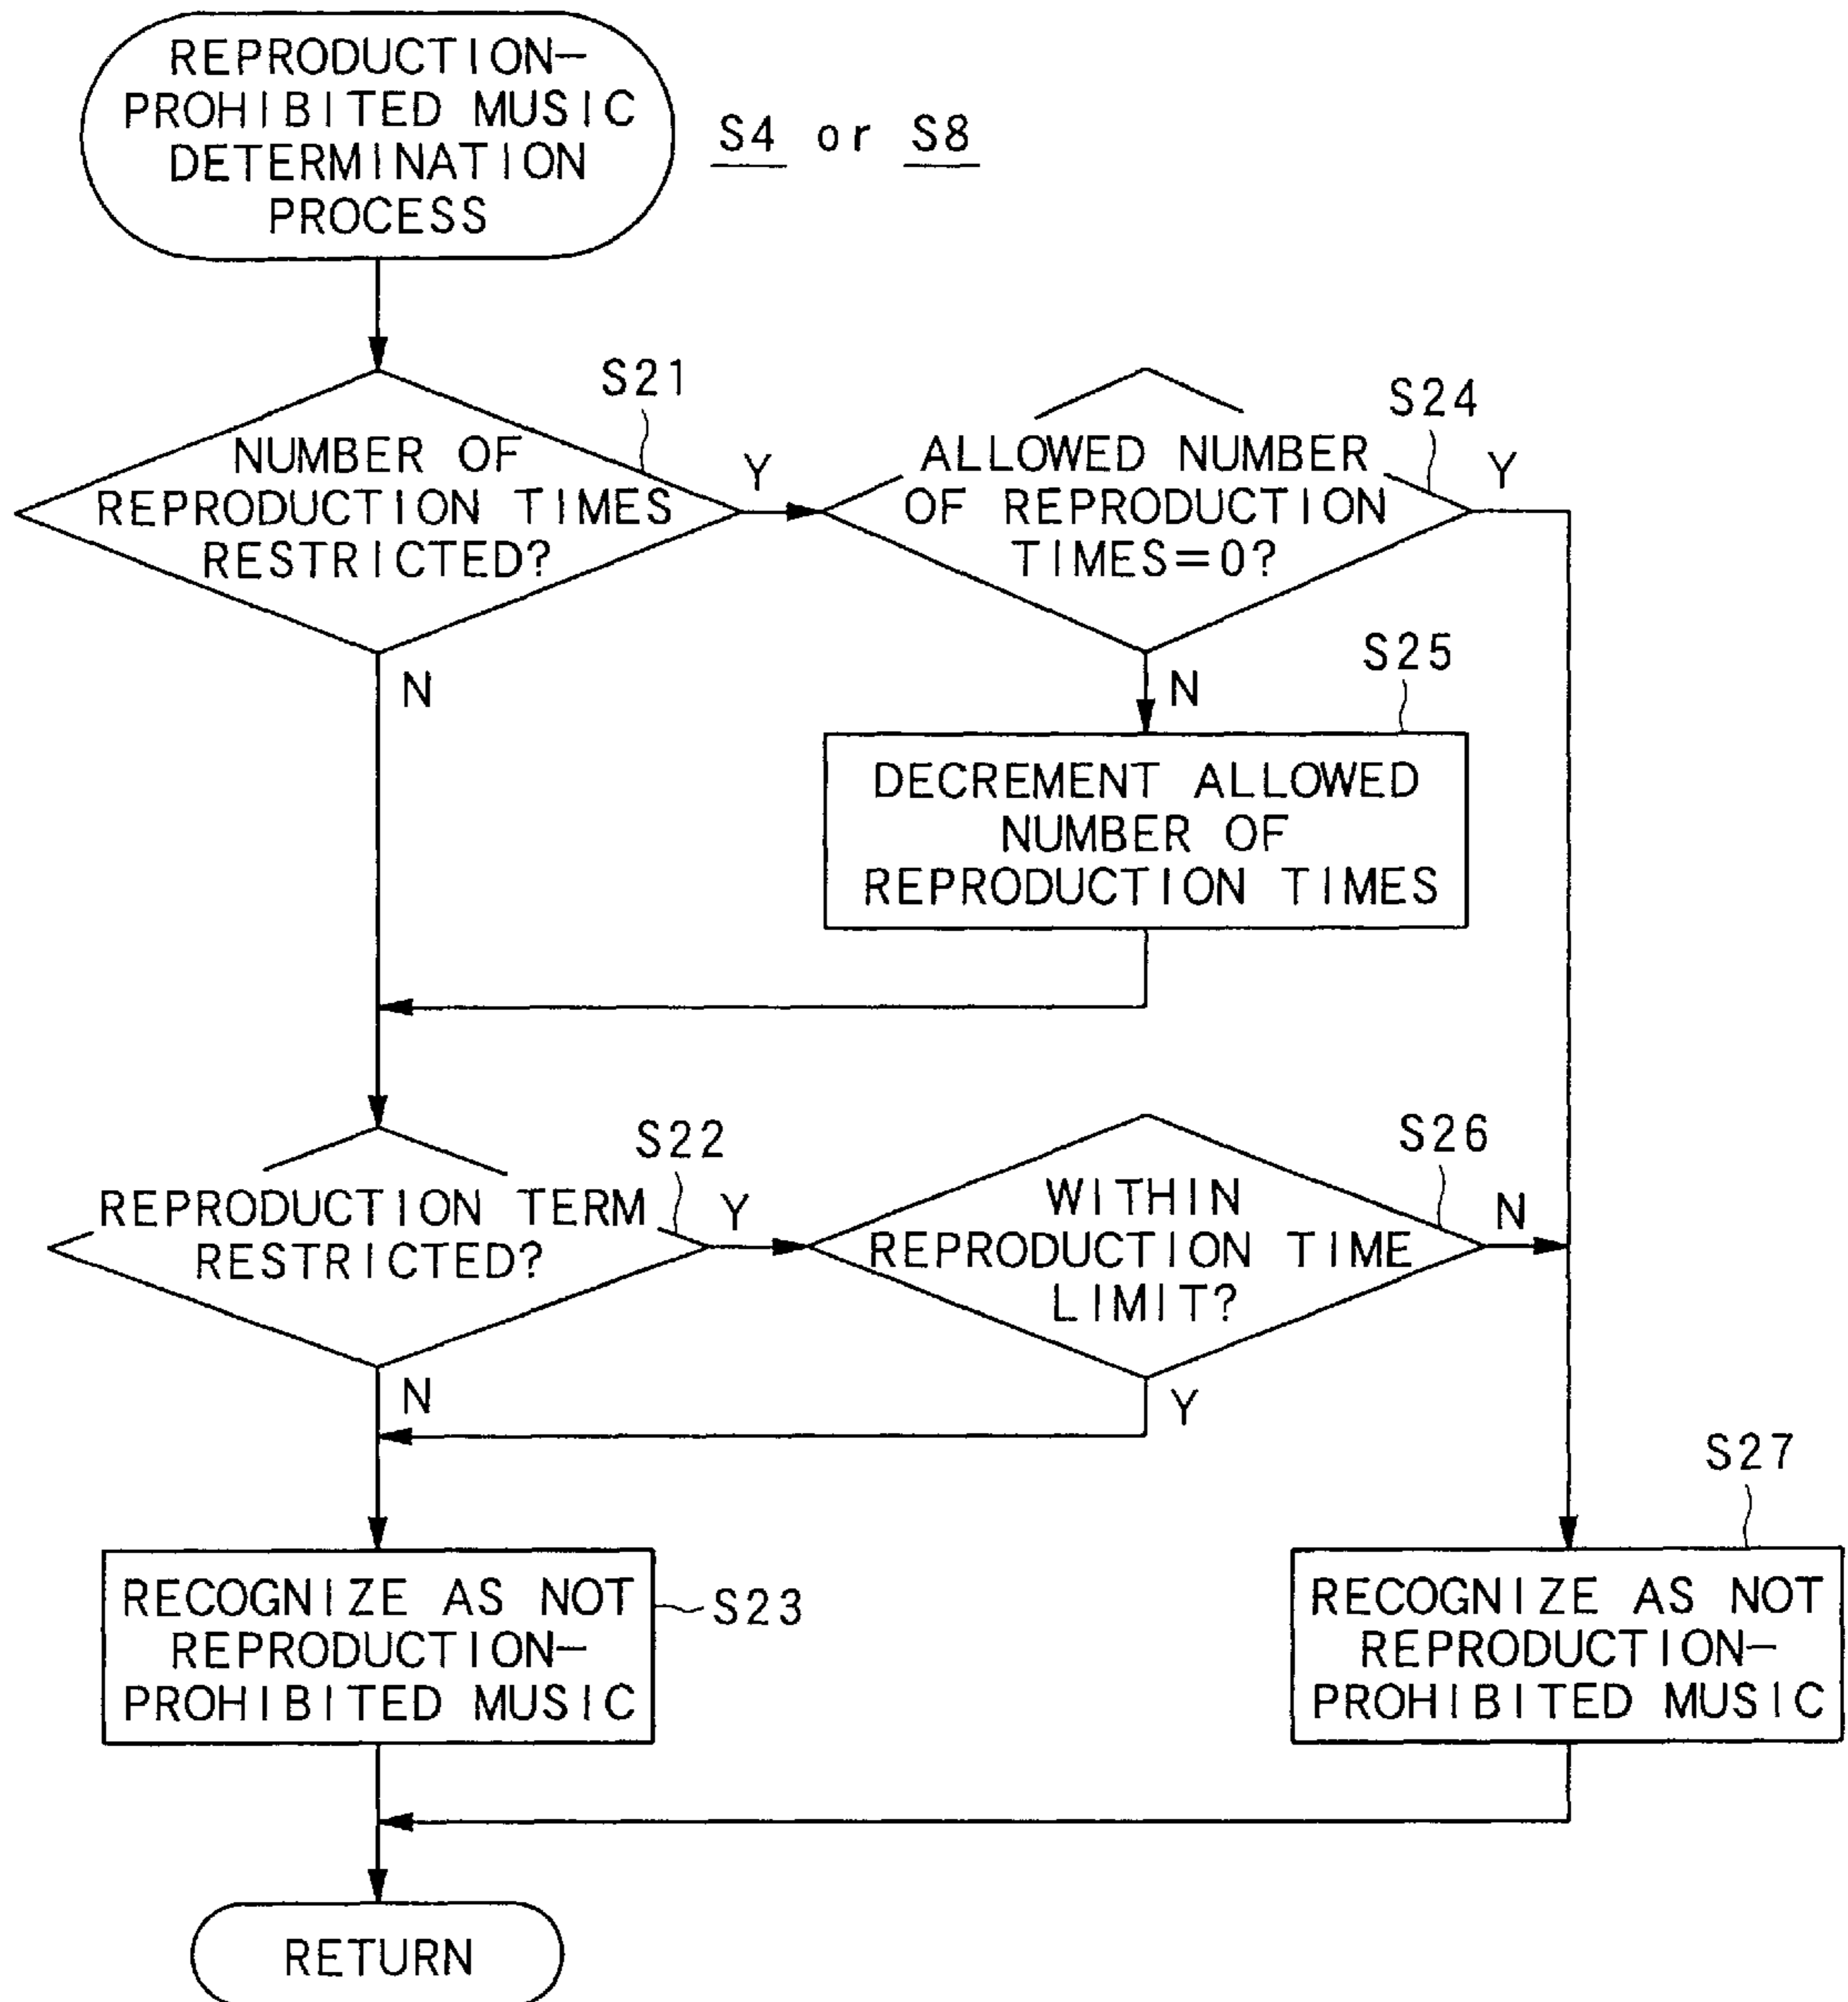 REPRODUCTION-
PROHIBITED MUSIC
DETERMINATION
PROCESS
S4 or S8
S21
NUMBER OF
REPRODUCTION TIMES
RESTRICTED?
Y
N
S24
ALLOWED NUMBER
OF REPRODUCTION
TIMES=0?
Y
N
S25
DECREMENT ALLOWED
NUMBER OF
REPRODUCTION TIMES
S22
REPRODUCTION TERM
RESTRICTED?
Y
N
S26
WITHIN
REPRODUCTION TIME
LIMIT?
N
Y
RECOGNIZE AS NOT
REPRODUCTION-
PROHIBITED MUSIC
S23
S27
RECOGNIZE AS NOT
REPRODUCTION-
PROHIBITED MUSIC
RETURN